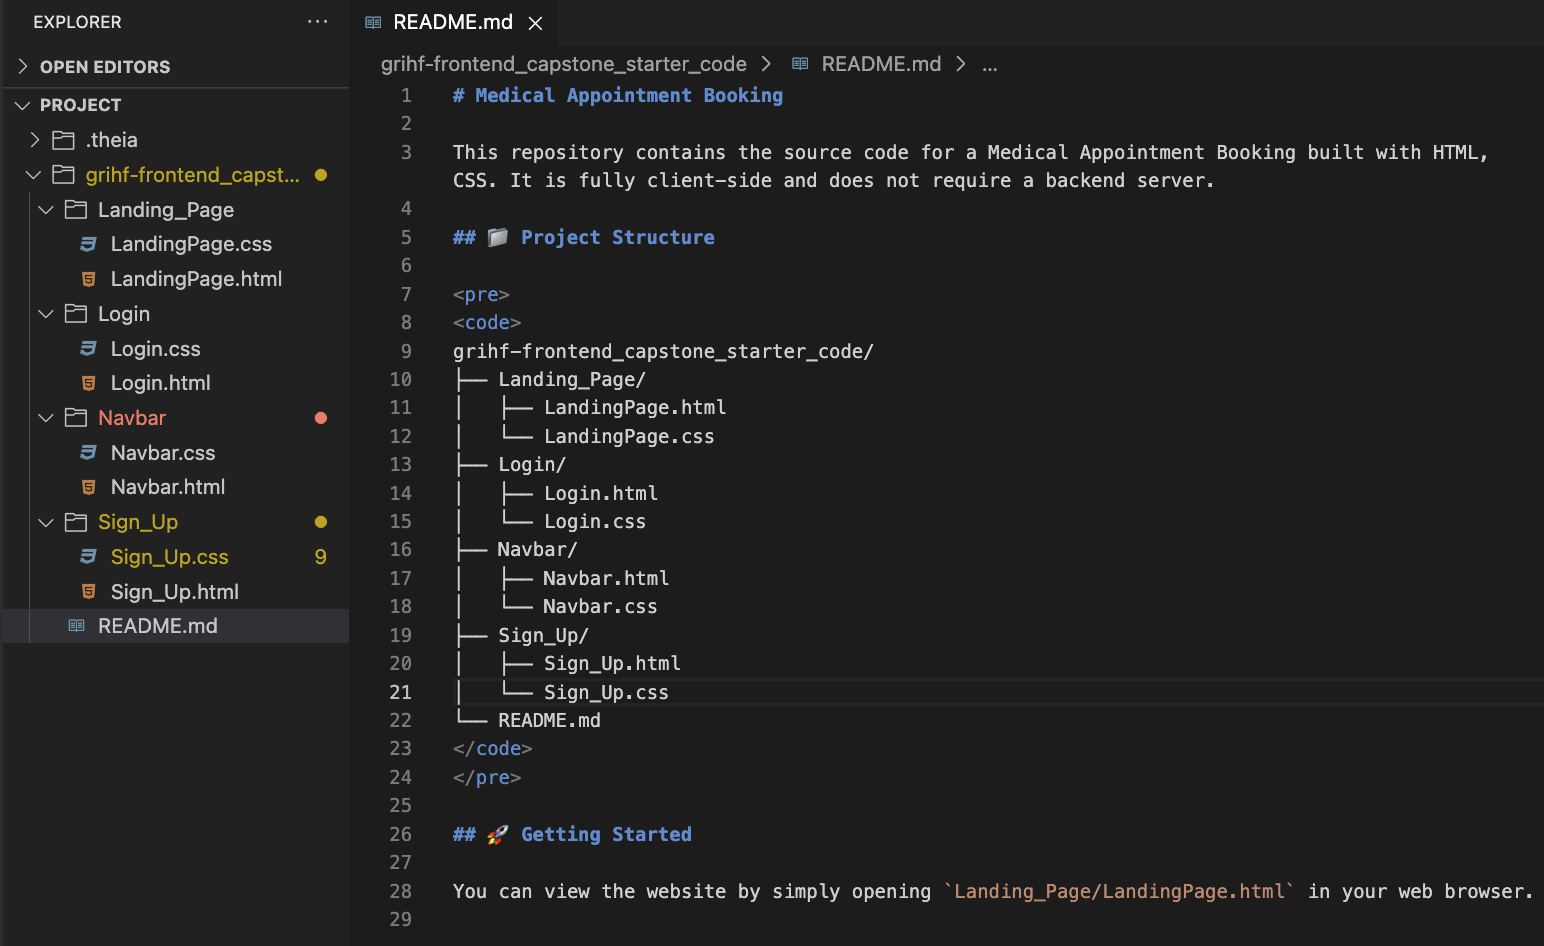 EXPLORER
OPEN EDITORS
PROJECT
.theia
grihf-frontend_capst...
Landing_Page
LandingPage.css
LandingPage.html
Login
Login.css
Login.html
Navbar
Navbar.css
Navbar.html
Sign_Up
Sign_Up.css 9
Sign_Up.html
README.md
README.md
grihf-frontend_capstone_starter_code > README.md > ...
1 # Medical Appointment Booking
2
3 This repository contains the source code for a Medical Appointment Booking built with HTML,
CSS. It is fully client-side and does not require a backend server.
4
5 ## 📁 Project Structure
6
7 <pre>
8 <code>
9 grihf-frontend_capstone_starter_code/
10 ├── Landing_Page/
11 │   ├── LandingPage.html
12 │   └── LandingPage.css
13 ├── Login/
14 │   ├── Login.html
15 │   └── Login.css
16 ├── Navbar/
17 │   ├── Navbar.html
18 │   └── Navbar.css
19 ├── Sign_Up/
20 │   ├── Sign_Up.html
21 │   └── Sign_Up.css
22 └── README.md
23 </code>
24 </pre>
25
26 ## 🚀 Getting Started
27
28 You can view the website by simply opening `Landing_Page/LandingPage.html` in your web browser.
29